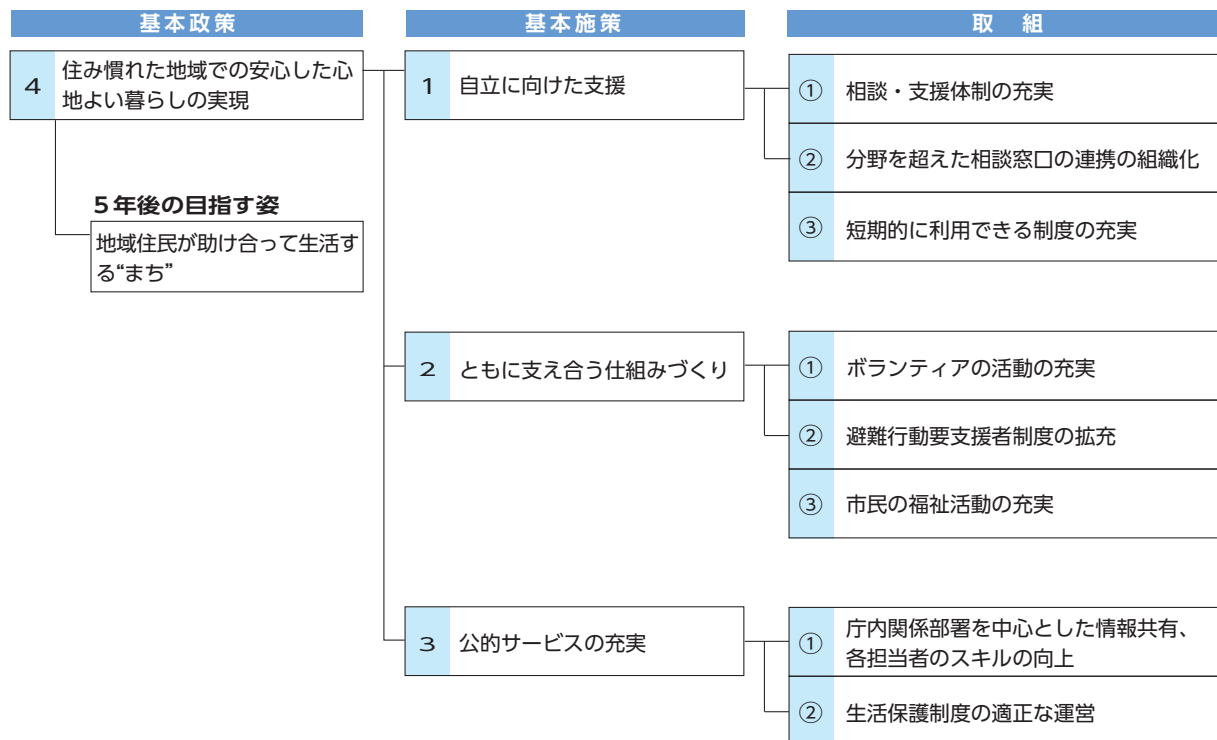 基本政策
基本施策
取 組
4
住み慣れた地域での安心した心
地よい暮らしの実現
5年後の目指す姿
地域住民が助け合って生活す
る“まち”
1
自立に向けた支援
①
相談・支援体制の充実
②
分野を超えた相談窓口の連携の組織化
③
短期的に利用できる制度の充実
2
ともに支え合う仕組みづくり
①
ボランティアの活動の充実
②
避難行動要支援者制度の拡充
③
市民の福祉活動の充実
3
公的サービスの充実
①
庁内関係部署を中心とした情報共有、
各担当者のスキルの向上
②
生活保護制度の適正な運営